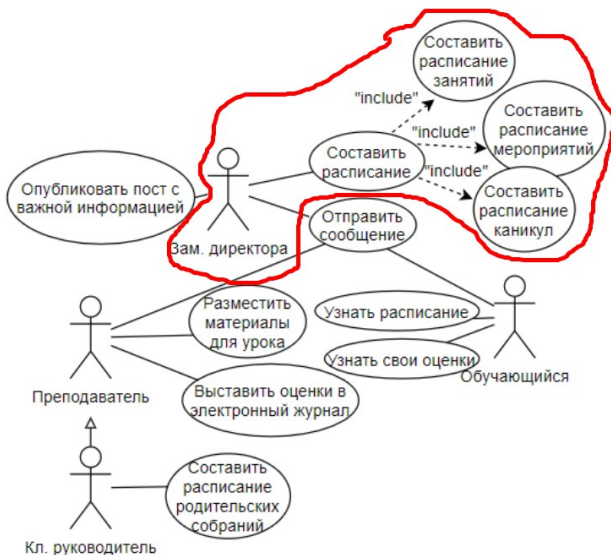 Составить
расписание
занятий
"include"
"include"
"include"
Составить
расписание
мероприятий
Составить
расписание
Составить
расписание
каникул
Опубликовать пост с
важной информацией
Зам. директора
Отправить
сообщение
Разместить
материалы
для урока
Узнать расписание
Узнать свои оценки
Обучающийся
Преподаватель
Выставить оценки в
электронный журнал
Составить
расписание
родительских
собраний
Кл. руководитель